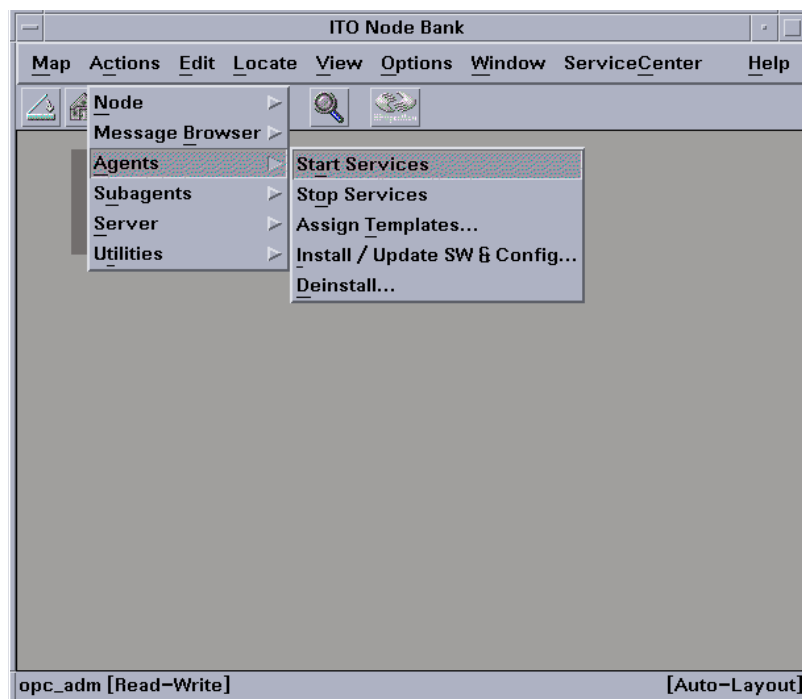 ITO Node Bank
Map Actions Edit Locate View Options Window ServiceCenter Help
Node
Message Browser
Agents
Subagents
Server
Utilities
Start Services
Stop Services
Assign Templates...
Install / Update SW & Config...
Deinstall...
opc_adm [Read-Write] [Auto-Layout]